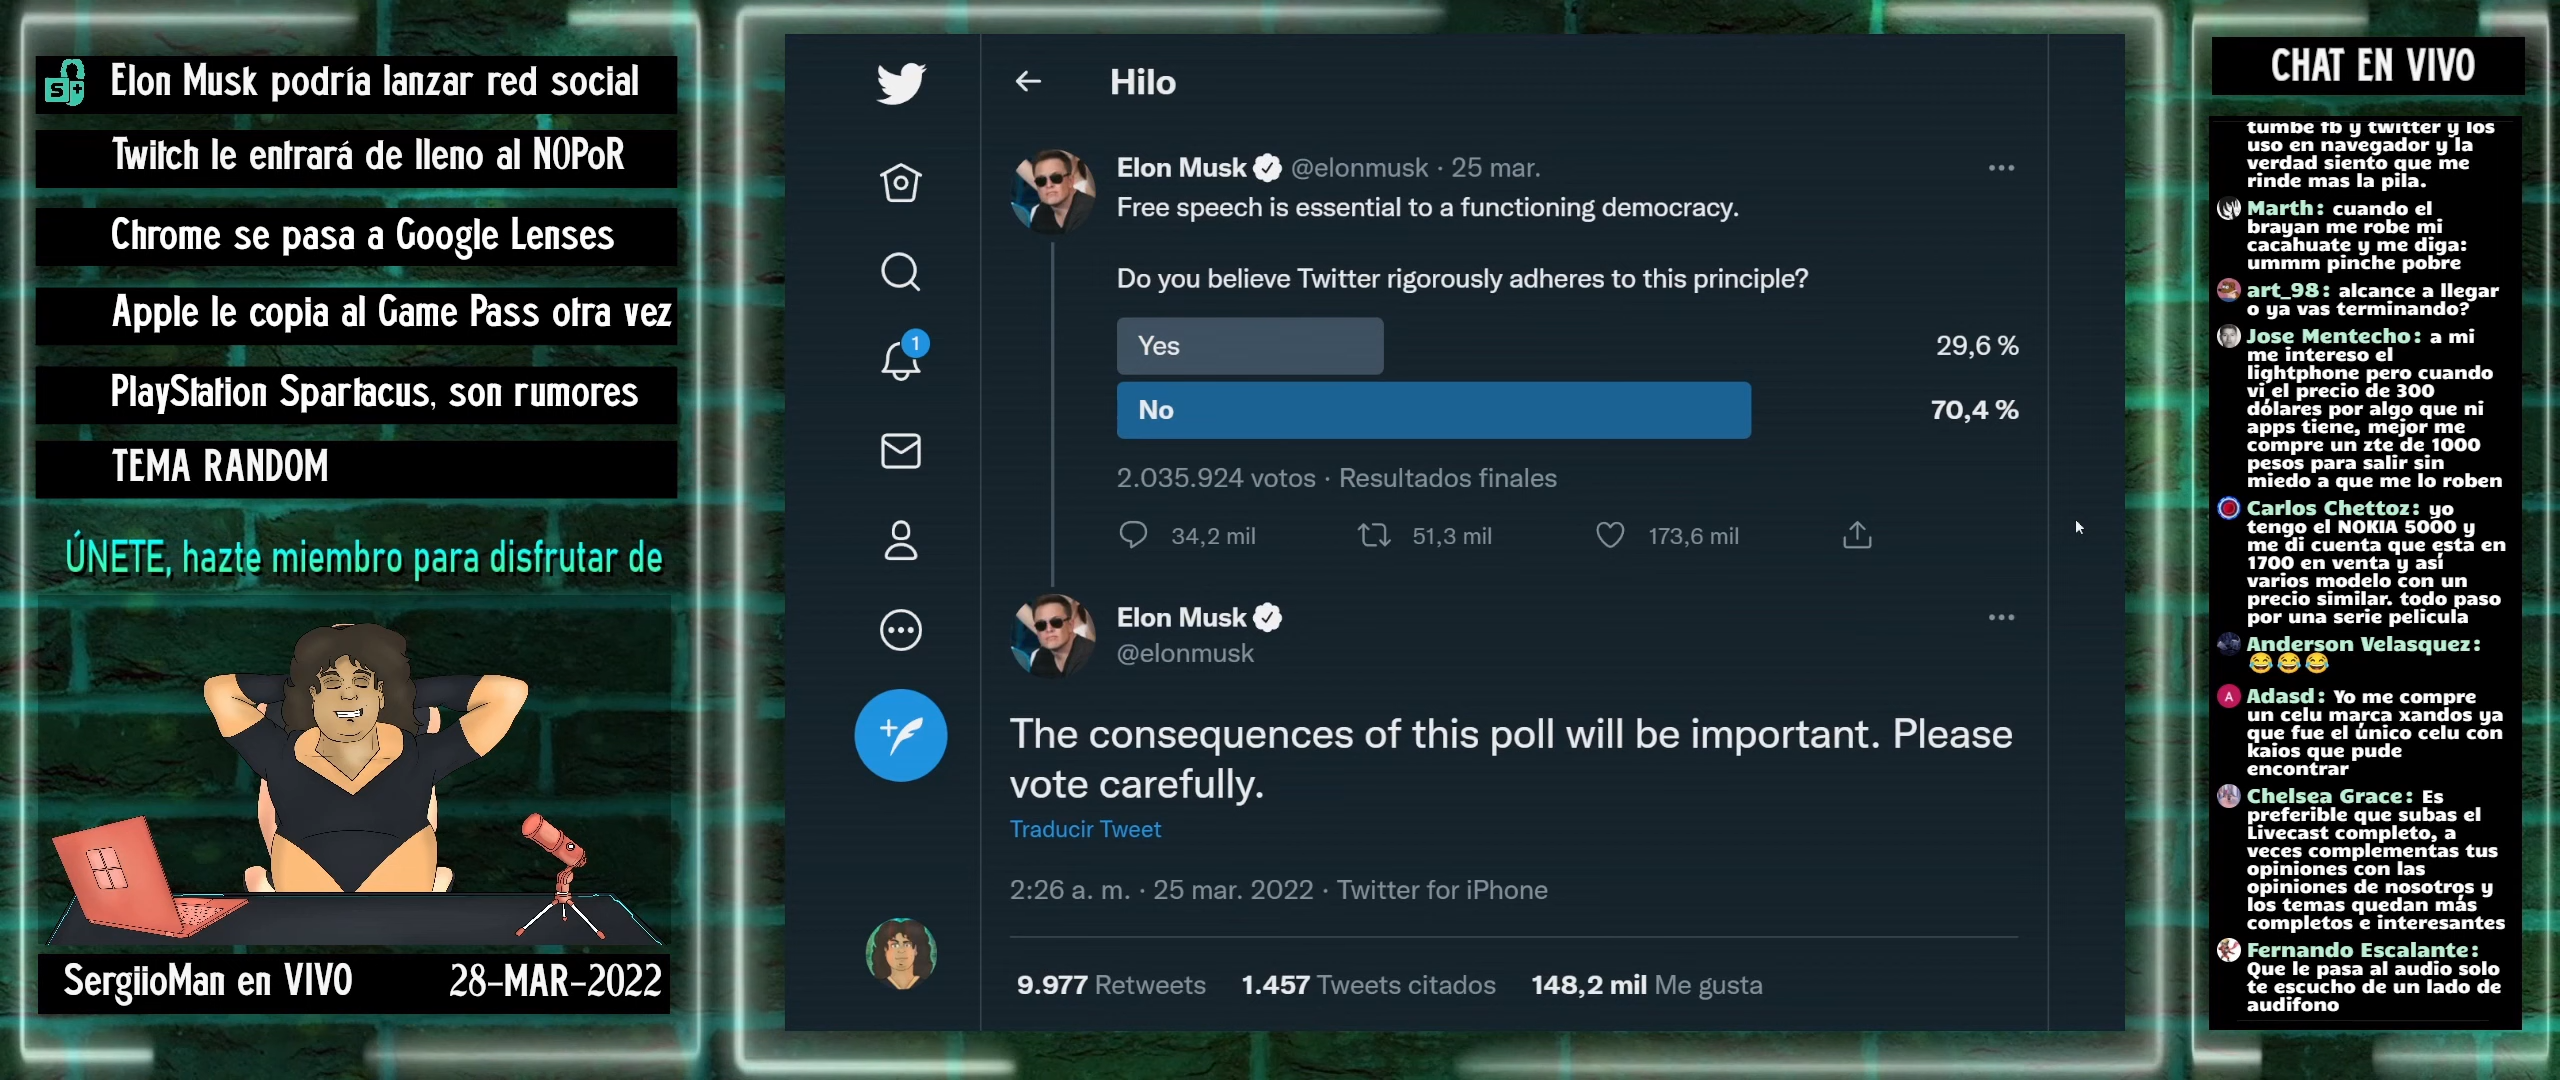 Elon Musk podría lanzar red social
Twitch le entrará de lleno al NOPoR
Chrome se pasa a Google Lenses
Apple le copia al Game Pass otra vez
PlayStation Spartacus, son rumores
TEMA RANDOM
ÚNETE, hazte miembro para disfrutar de
SergiioMan en VIVO
28-MAR-2022
Hilo
1
Elon Musk @elonmusk · 25 mar.
Free speech is essential to a functioning democracy.
Do you believe Twitter rigorously adheres to this principle?
Yes 29,6 %
No 70,4 %
2.035.924 votos · Resultados finales
34,2 mil 51,3 mil 173,6 mil
Elon Musk
@elonmusk
The consequences of this poll will be important. Please
vote carefully.
Traducir Tweet
2:26 a. m. · 25 mar. 2022 · Twitter for iPhone
9.977 Retweets 1.457 Tweets citados 148,2 mil Me gusta
CHAT EN VIVO
tumbe fb y twitter y los
uso en navegador y la
verdad siento que me
rinde mas la pila.
Marth: cuando el
brayan me robe mi
cacahuate y me diga:
ummm pinche pobre
art_98: alcance a llegar
o ya vas terminando?
Jose Mentecho: a mi
me intereso el
lightphone pero cuando
vi el precio de 300
dólares por algo que ni
apps tiene, mejor me
compre un zte de 1000
pesos para salir sin
miedo a que me lo roben
Carlos Chettoz: yo
tengo el NOKIA 5000 y
me di cuenta que esta en
1700 en venta y así
varios modelo con un
precio similar. todo paso
por una serie pelicula
Anderson Velasquez:
😂😂😂
A
Adasd: Yo me compre
un celu marca xandos ya
que fue el único celu con
kaios que pude
encontrar
Chelsea Grace: Es
preferible que subas el
Livecast completo, a
veces complementas tus
opiniones con las
opiniones de nosotros y
los temas quedan más
completos e interesantes
Fernando Escalante:
Que le pasa al audio solo
te escucho de un lado de
audifono